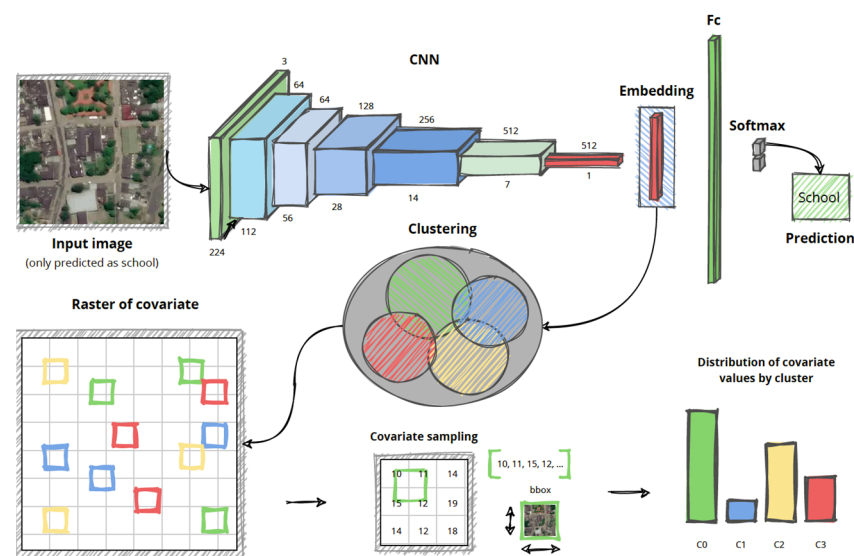 Fc
CNN
3
64
64
128
256
512
512
Embedding
Softmax
School
Prediction
112
56
28
14
7
1
224
Input image
(only predicted as school)
Clustering
Raster of covariate
Distribution of covariate
values by cluster
Covariate sampling
10 11 14
15 12 19
14 12 18
10, 11, 15, 12, ...
bbox
C0 C1 C2 C3